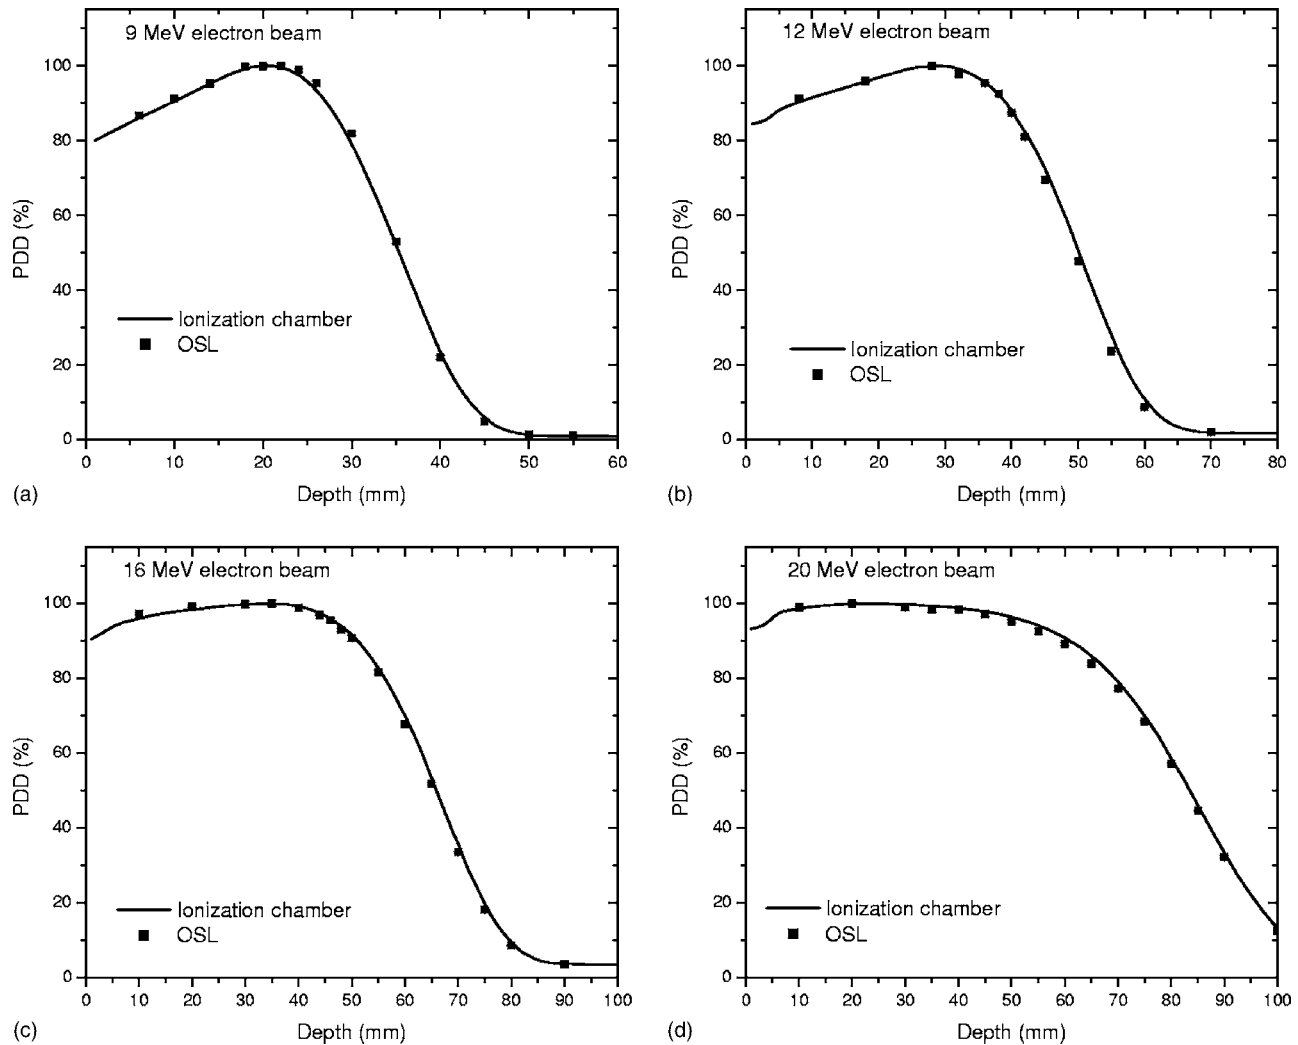 9 MeV electron beam
PDD (%)
100
80
60
40
20
0
Ionization chamber
OSL
0 10 20 30 40 50 60
Depth (mm)
(a)
12 MeV electron beam
PDD (%)
100
80
60
40
20
0
Ionization chamber
OSL
0 10 20 30 40 50 60 70 80
Depth (mm)
(b)
16 MeV electron beam
PDD (%)
100
80
60
40
20
0
Ionization chamber
OSL
0 10 20 30 40 50 60 70 80 90 100
Depth (mm)
(c)
20 MeV electron beam
PDD (%)
100
80
60
40
20
0
Ionization chamber
OSL
0 10 20 30 40 50 60 70 80 90 100
Depth (mm)
(d)